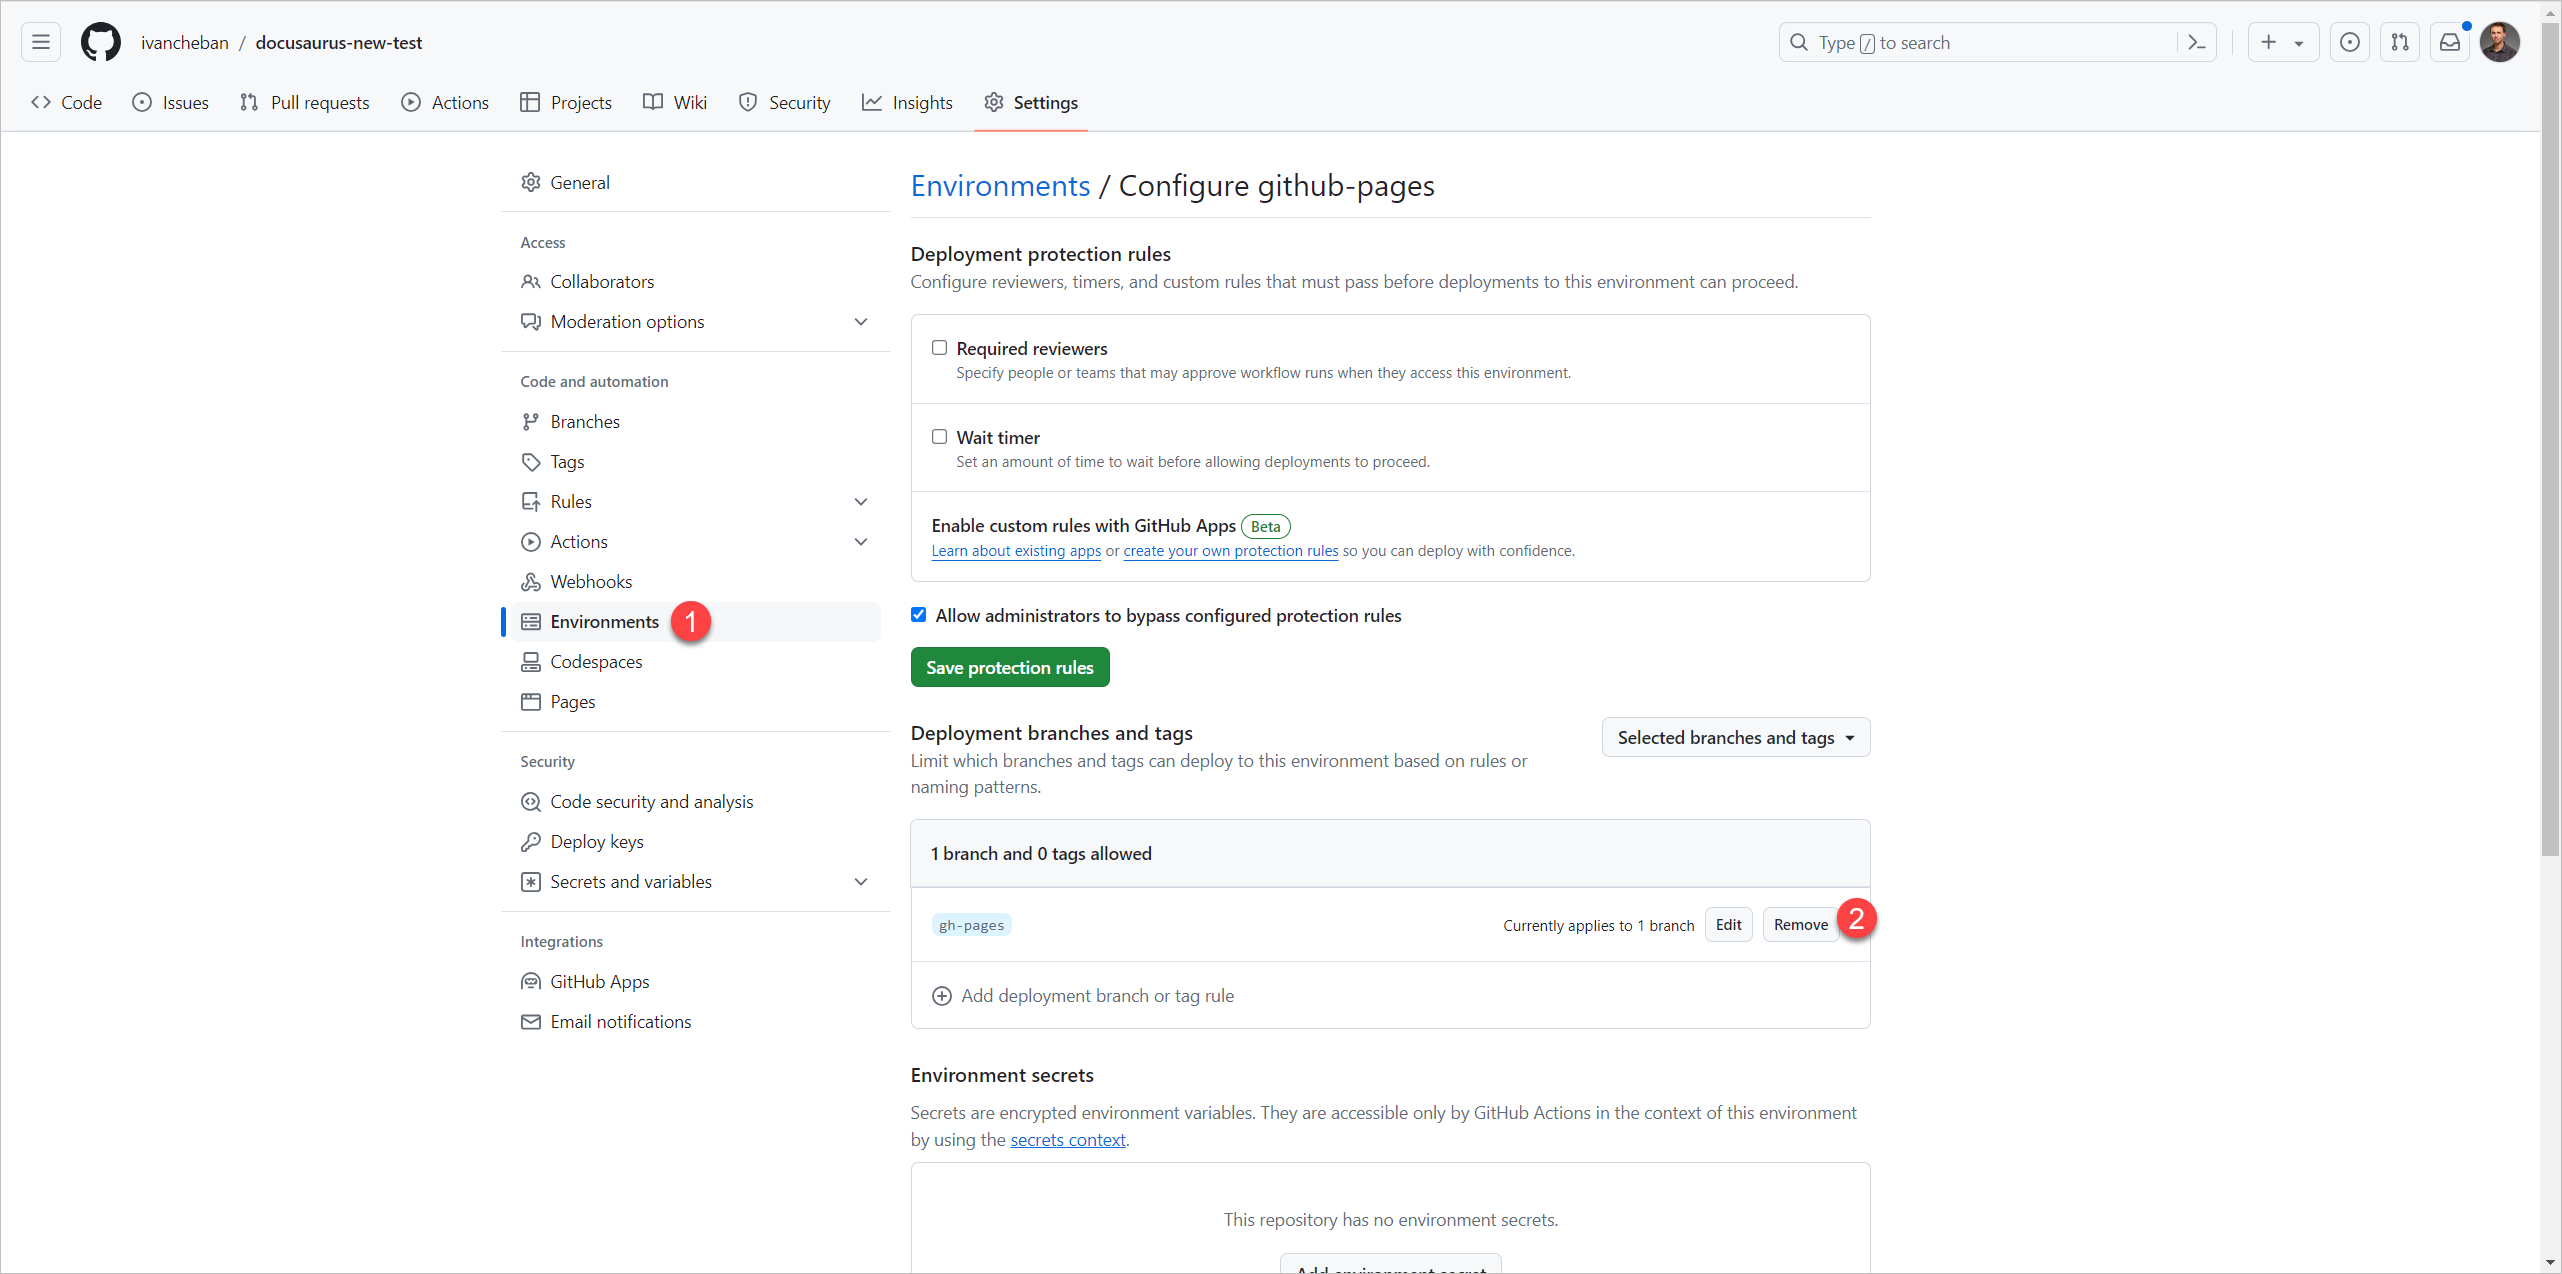 ivancheban / docusaurus-new-test
Type / to search
Code Issues Pull requests Actions Projects Wiki Security Insights Settings
General
Access
Collaborators
Moderation options
Code and automation
Branches
Tags
Rules
Actions
Webhooks
Environments 1
Codespaces
Pages
Security
Code security and analysis
Deploy keys
Secrets and variables
Integrations
GitHub Apps
Email notifications
Environments / Configure github-pages
Deployment protection rules
Configure reviewers, timers, and custom rules that must pass before deployments to this environment can proceed.
Required reviewers
Specify people or teams that may approve workflow runs when they access this environment.
Wait timer
Set an amount of time to wait before allowing deployments to proceed.
Enable custom rules with GitHub Apps Beta
Learn about existing apps or create your own protection rules so you can deploy with confidence.
Allow administrators to bypass configured protection rules
Save protection rules
Deployment branches and tags
Selected branches and tags
Limit which branches and tags can deploy to this environment based on rules or
naming patterns.
1 branch and 0 tags allowed
gh-pages Currently applies to 1 branch Edit Remove 2
Add deployment branch or tag rule
Environment secrets
Secrets are encrypted environment variables. They are accessible only by GitHub Actions in the context of this environment
by using the secrets context.
This repository has no environment secrets.
Add environment secret